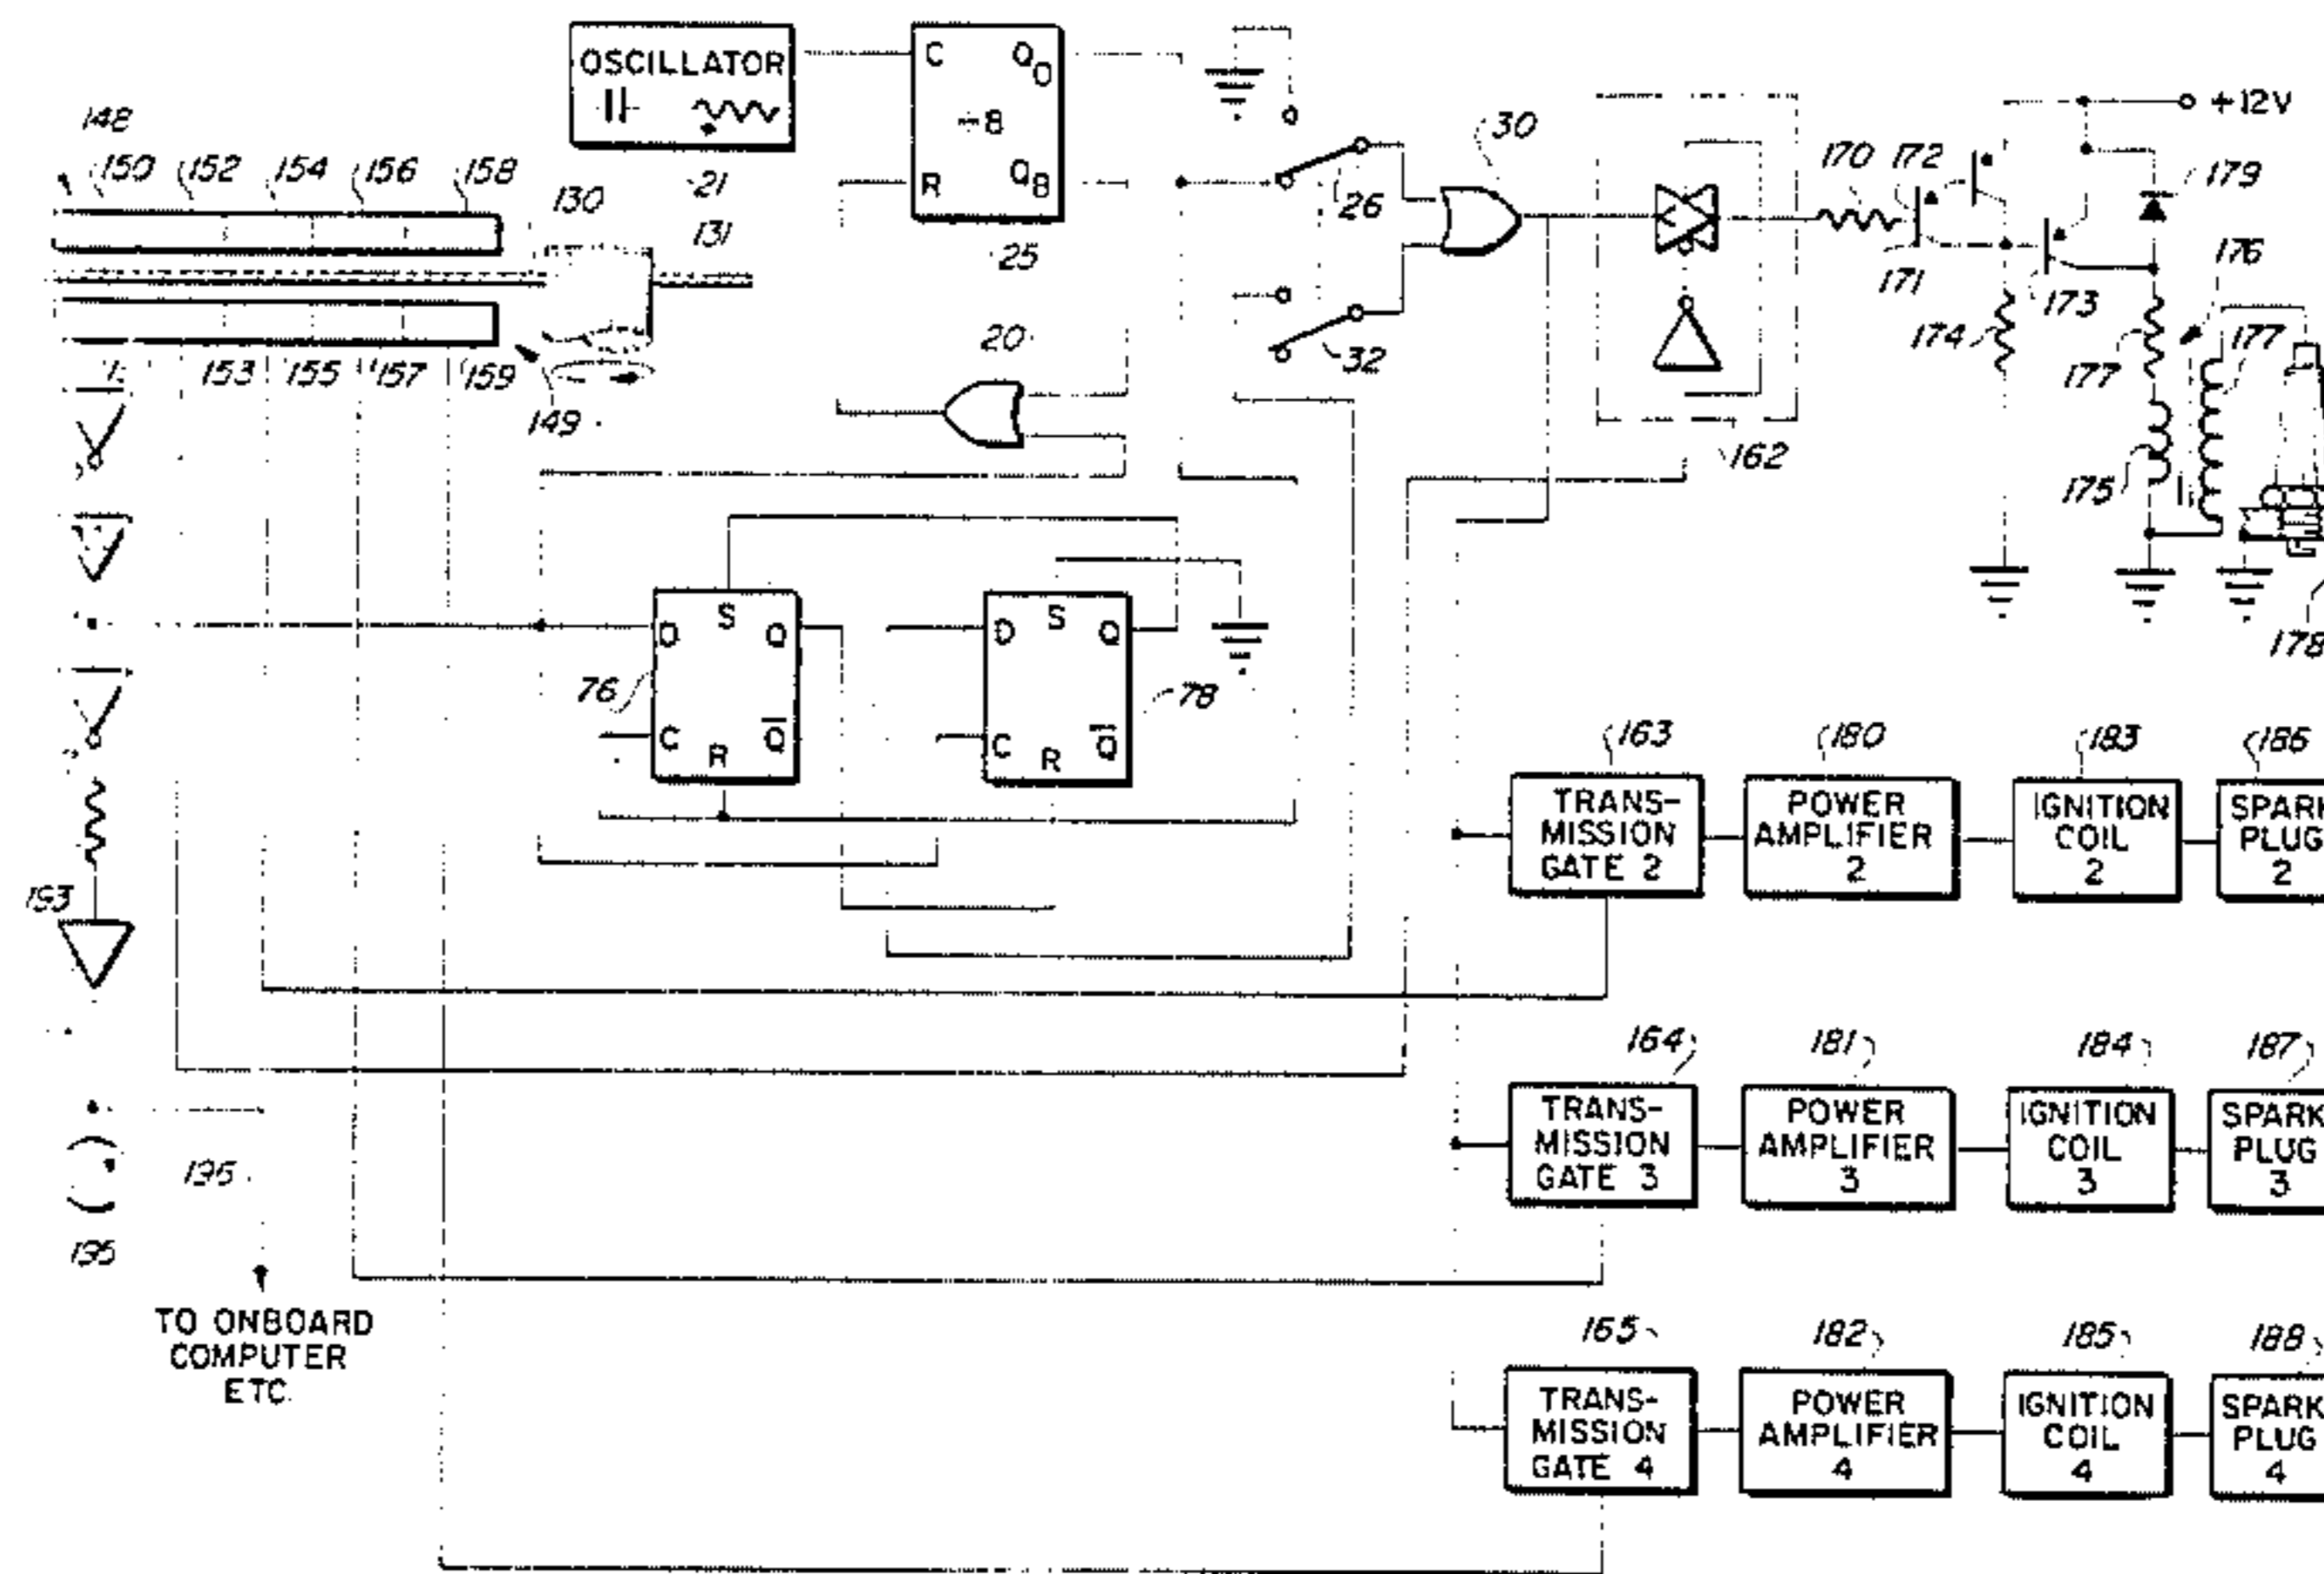 OSCILLATOR
C Q0
÷8
R Q8
+12V
148
150 152 154 156 158
130
131
21
25
26
30
170 172
171
173
179
176
174
177 177
175
178
162
20
32
153 155 157 159
149
D S Q
C R Q̅
76
D S Q
C R Q̅
78
163 180 183 186
TRANS-
MISSION
GATE 2
POWER
AMPLIFIER
2
IGNITION
COIL
2
SPARK
PLUG
2
193
164 181 184 187
TRANS-
MISSION
GATE 3
POWER
AMPLIFIER
3
IGNITION
COIL
3
SPARK
PLUG
3
195
196
TO ONBOARD
COMPUTER
ETC.
165 182 185 188
TRANS-
MISSION
GATE 4
POWER
AMPLIFIER
4
IGNITION
COIL
4
SPARK
PLUG
4